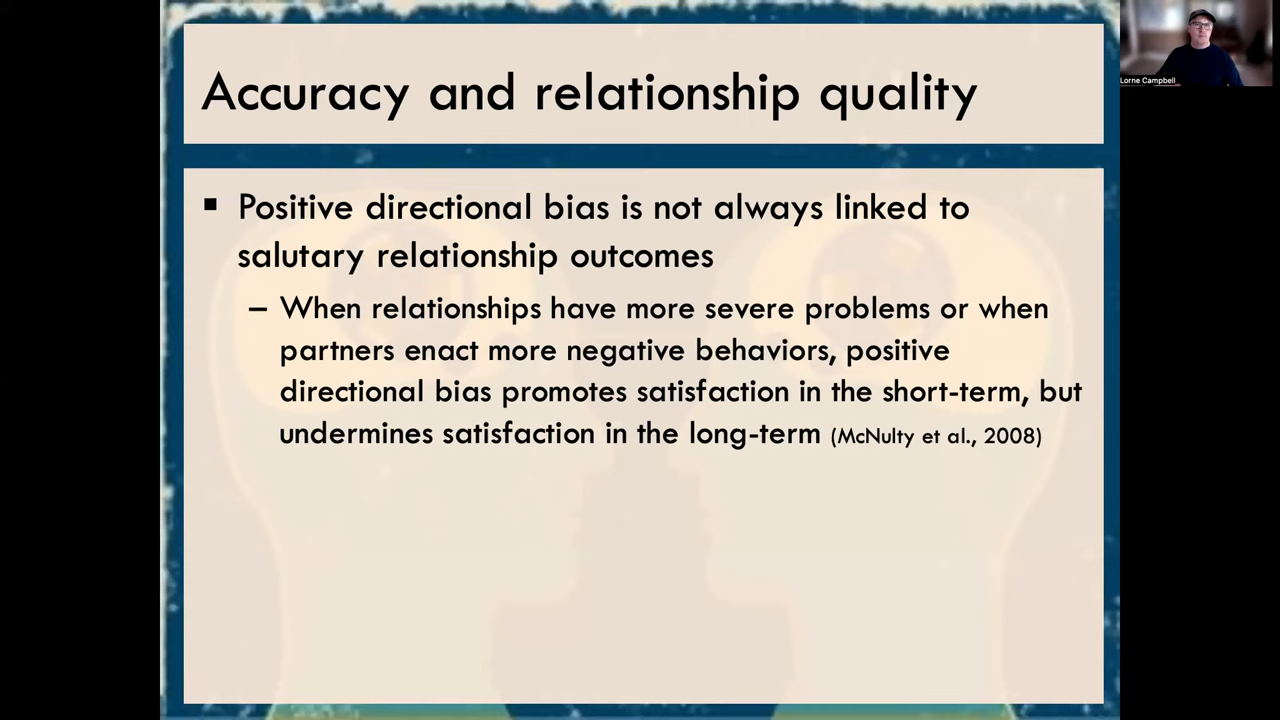 Accuracy and relationship quality
▪ Positive directional bias is not always linked to
salutary relationship outcomes
– When relationships have more severe problems or when
partners enact more negative behaviors, positive
directional bias promotes satisfaction in the short-term, but
undermines satisfaction in the long-term (McNulty et al., 2008)
Lorne Campbell